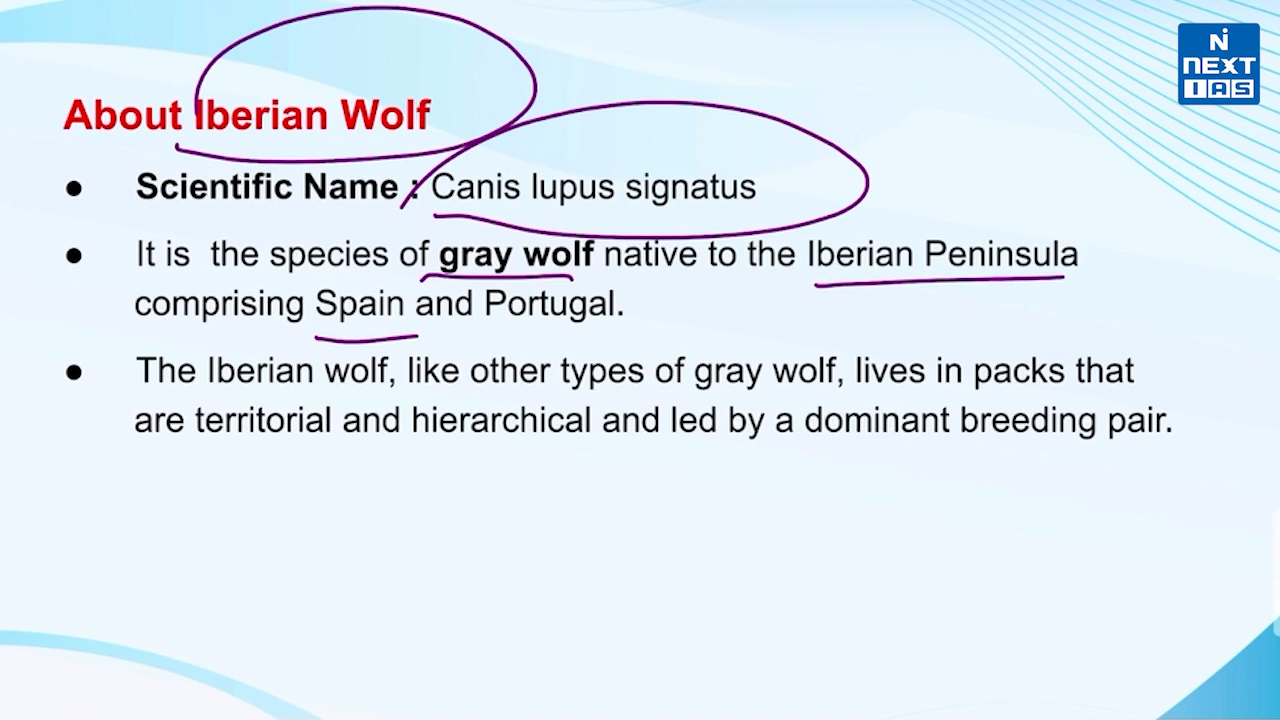 NEXT
IAS
About Iberian Wolf
● Scientific Name : Canis lupus signatus
● It is the species of gray wolf native to the Iberian Peninsula
comprising Spain and Portugal.
● The Iberian wolf, like other types of gray wolf, lives in packs that
are territorial and hierarchical and led by a dominant breeding pair.